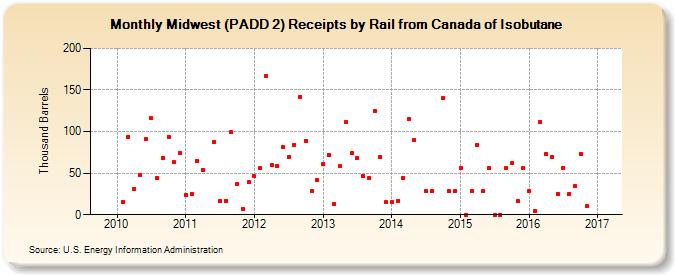 Monthly Midwest (PADD 2) Receipts by Rail from Canada of Isobutane
Thousand Barrels
200
150
100
50
0
2010 2011 2012 2013 2014 2015 2016 2017
Source: U.S. Energy Information Administration